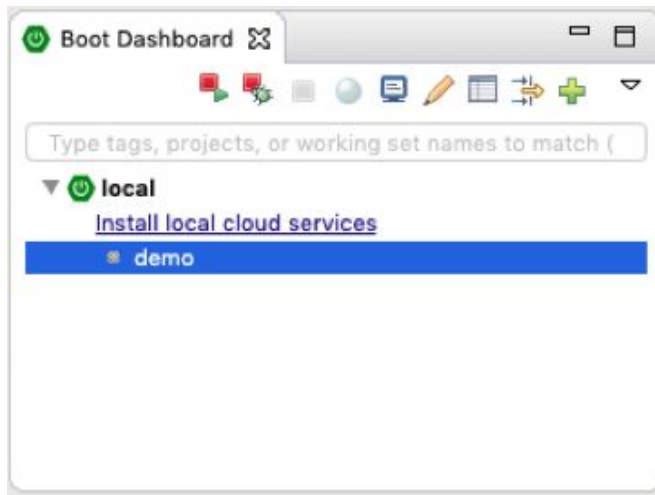 Boot Dashboard
Type tags, projects, or working set names to match (
local
Install local cloud services
demo